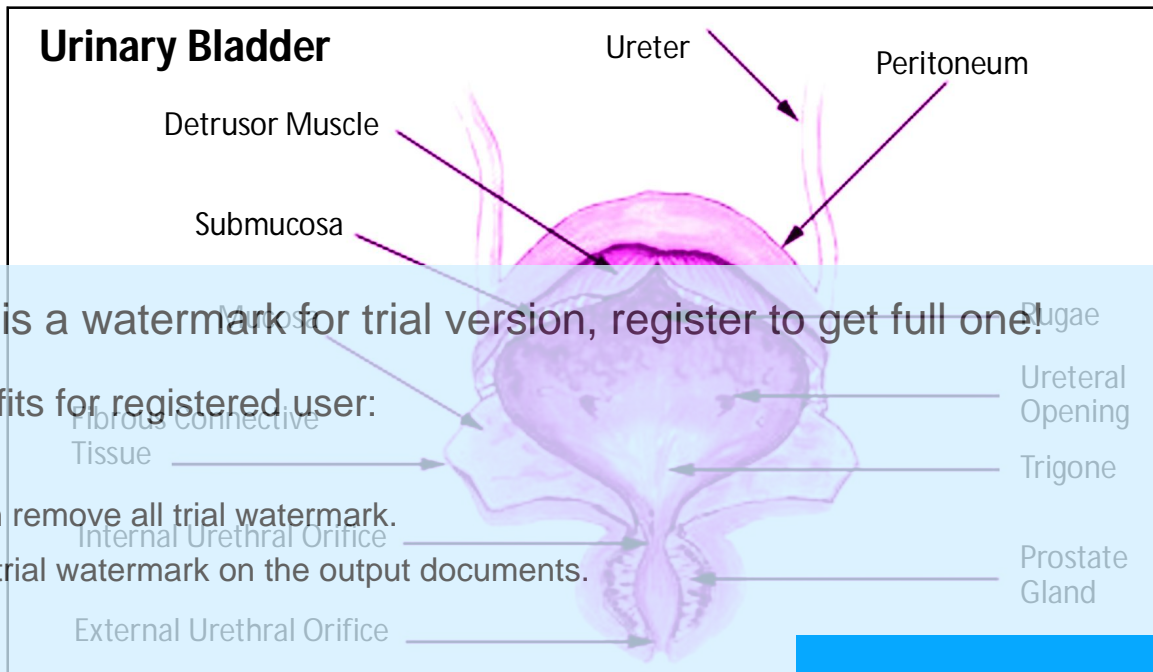 Urinary Bladder
Ureter
Peritoneum
Detrusor Muscle
Submucosa
is a watermark for trial version, register to get full one!
Mucosa
Rugae
Ureteral
Opening
fits for registered user:
Fibrous Connective
Tissue
Trigone
remove all trial watermark.
Internal Urethral Orifice
trial watermark on the output documents.
Prostate
Gland
External Urethral Orifice